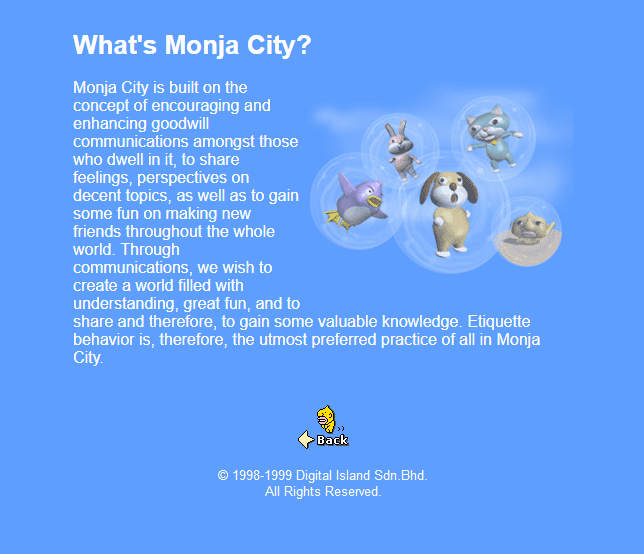 What's Monja City?
Monja City is built on the
concept of encouraging and
enhancing goodwill
communications amongst those
who dwell in it, to share
feelings, perspectives on
decent topics, as well as to gain
some fun on making new
friends throughout the whole
world. Through
communications, we wish to
create a world filled with
understanding, great fun, and to
share and therefore, to gain some valuable knowledge. Etiquette
behavior is, therefore, the utmost preferred practice of all in Monja
City.
Back
© 1998-1999 Digital Island Sdn.Bhd.
All Rights Reserved.